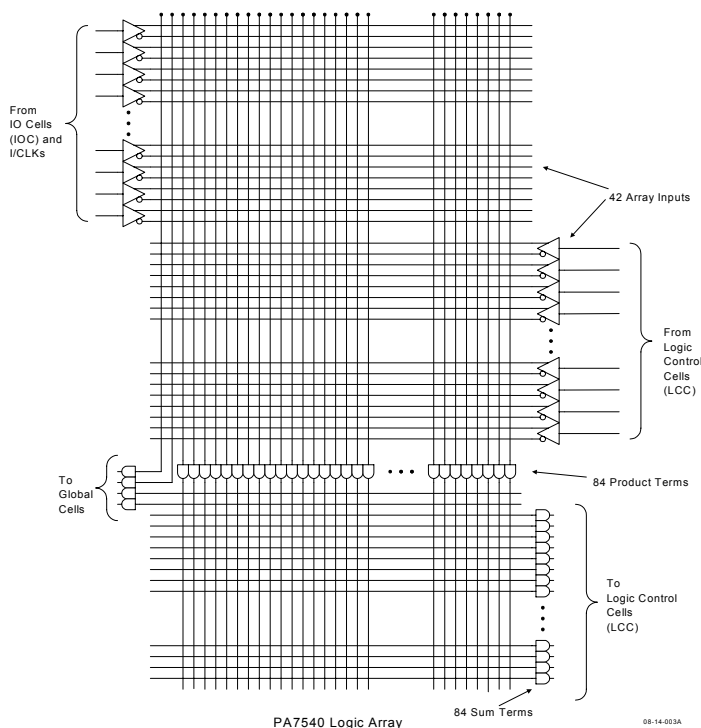 From
IO Cells
(IOC) and
I/CLKs
42 Array Inputs
From
Logic
Control
Cells
(LCC)
To
Global
Cells
84 Product Terms
To
Logic Control
Cells
(LCC)
84 Sum Terms
PA7540 Logic Array
08-14-003A